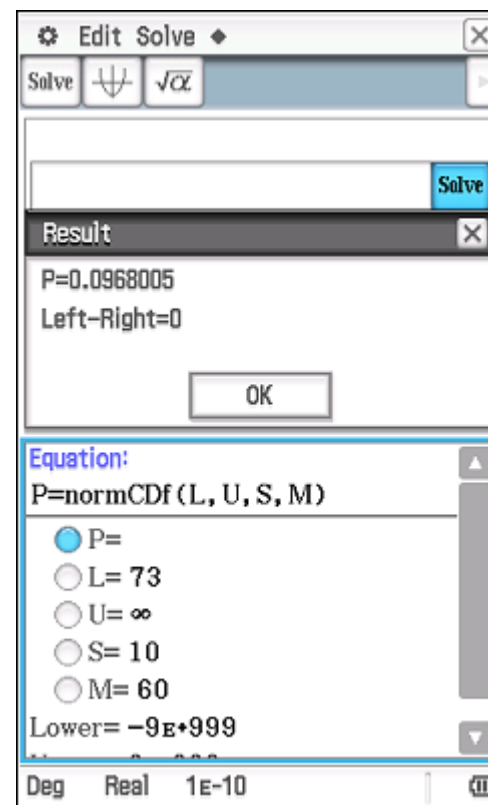 Edit Solve
Solve √α
Solve
Result
P=0.0968005
Left-Right=0
OK
Equation:
P=normCDf(L, U, S, M)
P=
L= 73
U= ∞
S= 10
M= 60
Lower= −9E+999
Deg Real 1E-10